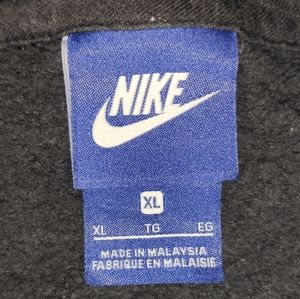 NIKE
XL
XL TG EG
MADE IN MALAYSIA
FABRIQUE EN MALAISIE